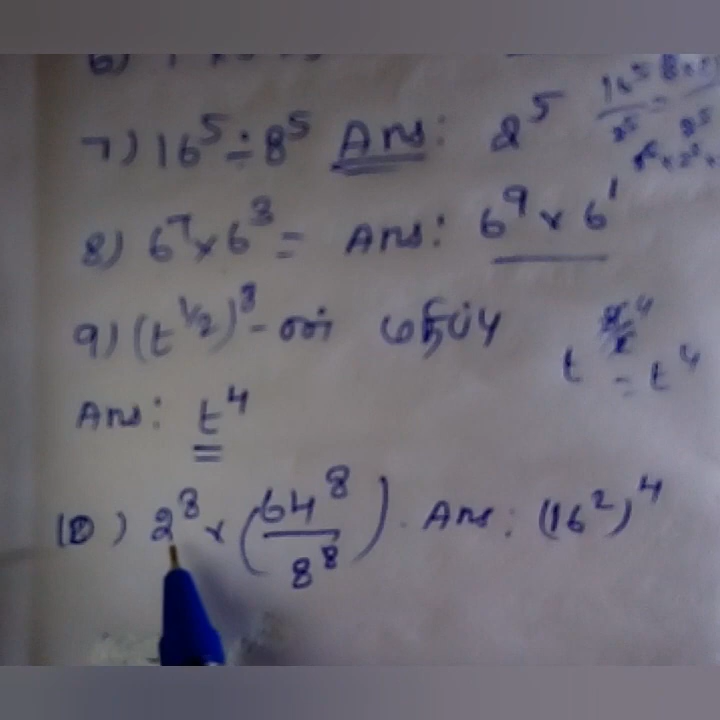 7) 16⁵ ÷ 8⁵ Ans: 2⁵
8) 6⁷ × 6³ = Ans: 6⁹ × 6¹
9) (t^1/2)⁸ - ன் மதிப்பு
t = t⁴
Ans: t⁴
10) 2⁸ × (64⁸/8⁸). Ans: (16²)⁴